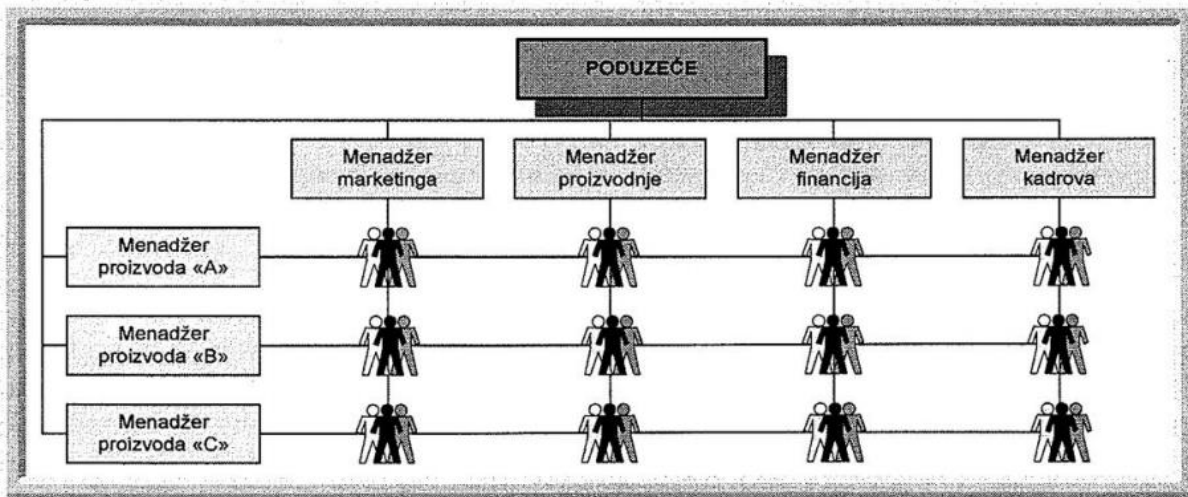 PODUZEĆE
Menadžer
marketinga
Menadžer
proizvodnje
Menadžer
financija
Menadžer
kadrova
Menadžer
proizvoda «A»
Menadžer
proizvoda «B»
Menadžer
proizvoda «C»